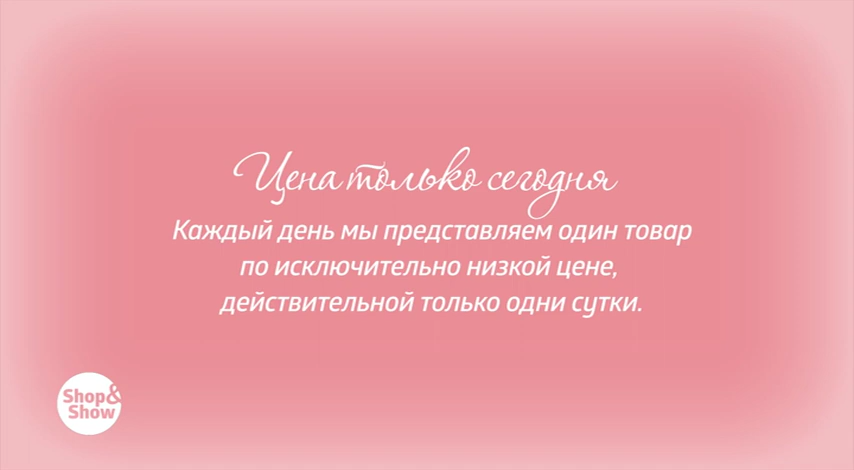 Цена только сегодня
Каждый день мы представляем один товар
по исключительно низкой цене,
действительной только одни сутки.
Shop&
Show